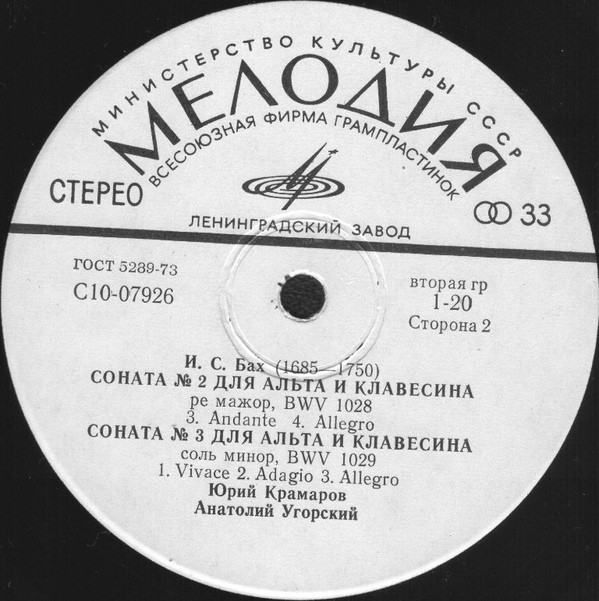 МИНИСТЕРСТВО КУЛЬТУРЫ СССР
МЕЛОДИЯ
ВСЕСОЮЗНАЯ ФИРМА ГРАМПЛАСТИНОК
СТЕРЕО
33
ЛЕНИНГРАДСКИЙ ЗАВОД
ГОСТ 5289-73
С10-07926
вторая гр
1-20
Сторона 2
И. С. Бах (1685—1750)
СОНАТА № 2 ДЛЯ АЛЬТА И КЛАВЕСИНА
ре мажор, BWV 1028
3. Andante 4. Allegro
СОНАТА № 3 ДЛЯ АЛЬТА И КЛАВЕСИНА
соль минор, BWV 1029
1. Vivace 2. Adagio 3. Allegro
Юрий Крамаров
Анатолий Угорский